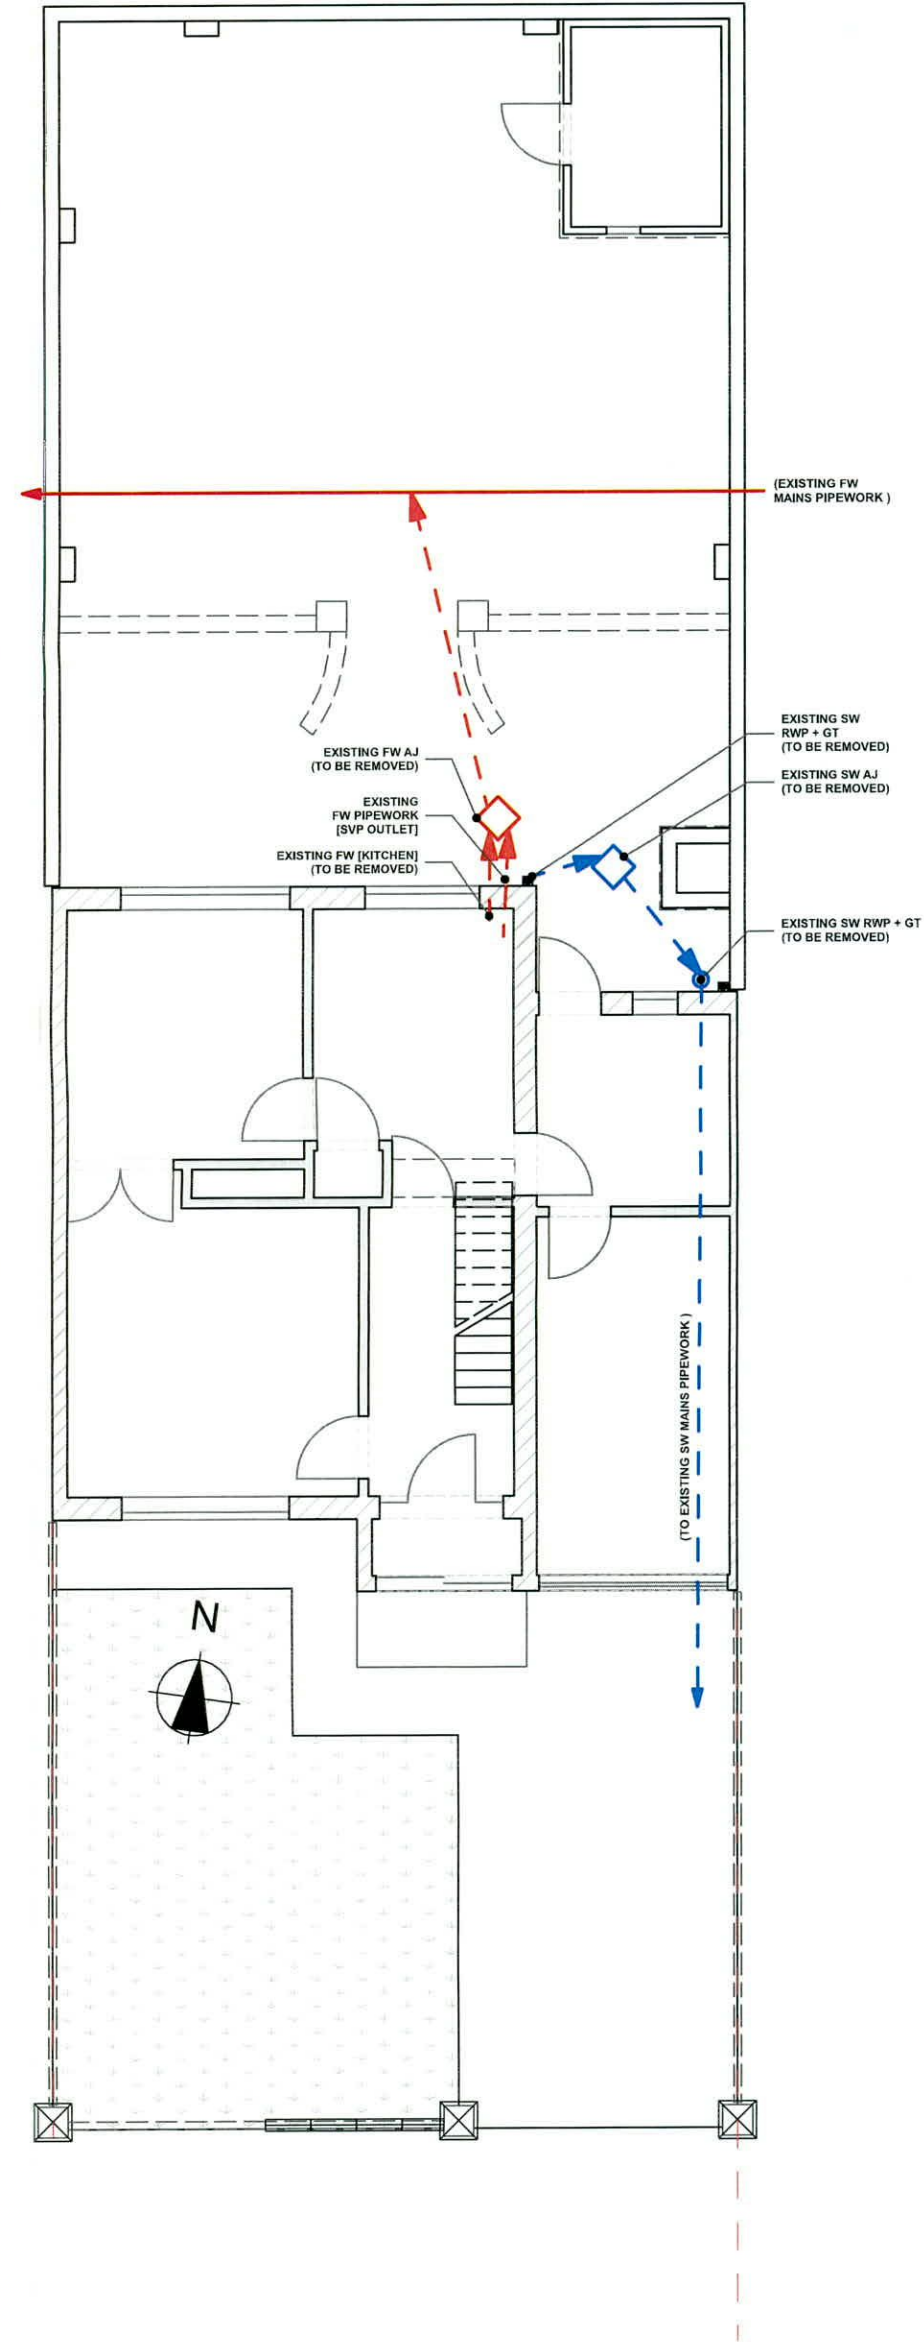 (EXISTING FW
MAINS PIPEWORK )
EXISTING SW
RWP + GT
(TO BE REMOVED)
EXISTING FW AJ
(TO BE REMOVED)
EXISTING SW AJ
(TO BE REMOVED)
EXISTING
FW PIPEWORK
[SVP OUTLET]
EXISTING FW [KITCHEN]
(TO BE REMOVED)
EXISTING SW RWP + GT
(TO BE REMOVED)
(TO EXISTING SW MAINS PIPEWORK )
N